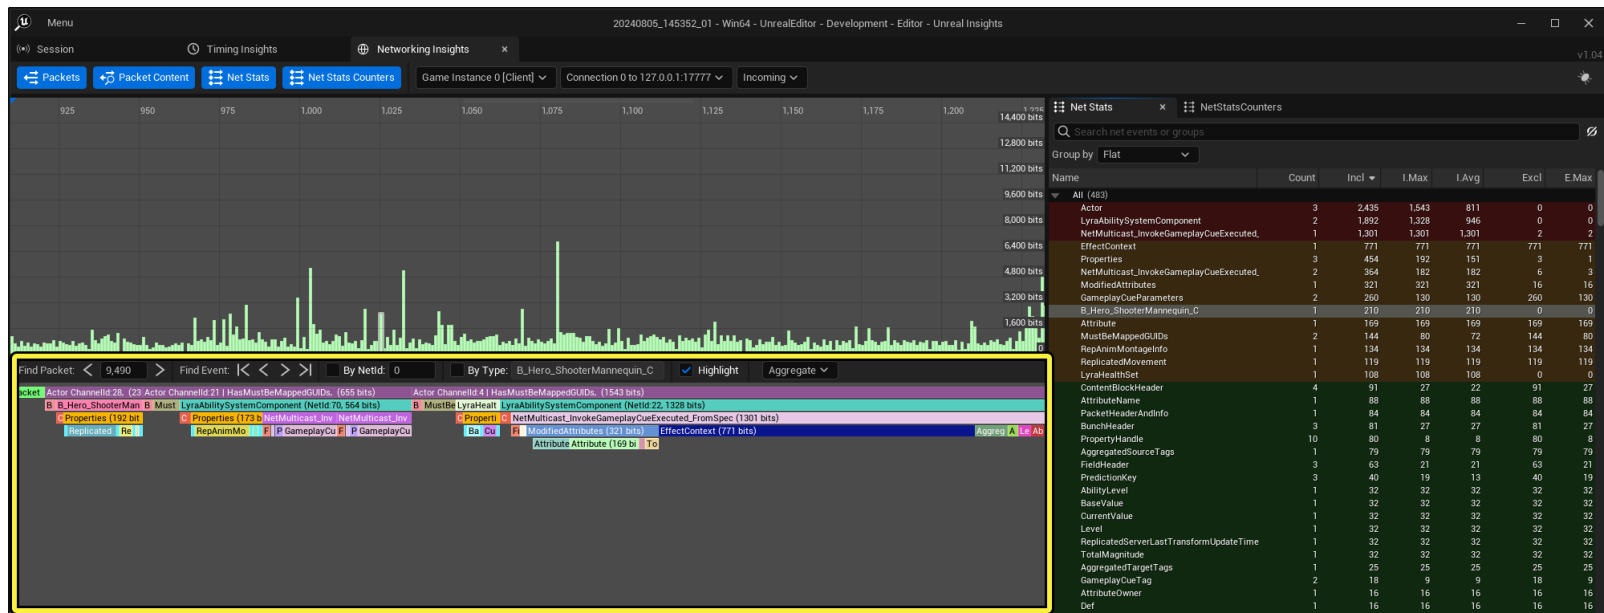 Menu
20240805_145352_01 - Win64 - UnrealEditor - Development - Editor - Unreal Insights
Session Timing Insights Networking Insights
v1.04
Packets Packet Content Net Stats Net Stats Counters Game Instance 0 [Client] Connection 0 to 127.0.0.1:17777 Incoming
925 950 975 1,000 1,025 1,050 1,075 1,100 1,125 1,150 1,175 1,200 1,225
14,400 bits
12,800 bits
11,200 bits
9,600 bits
8,000 bits
6,400 bits
4,800 bits
3,200 bits
1,600 bits
0
Find Packet: 9,490 Find Event: By NetId: 0 By Type: B_Hero_ShooterMannequin_C Highlight Aggregate
acket Actor ChannelId:28, (23 Actor ChannelId:21 | HasMustBeMappedGUIDs, (655 bits) Actor ChannelId:4 | HasMustBeMappedGUIDs, (1543 bits)
B B_Hero_ShooterMan B Must LyraAbilitySystemComponent (NetId:70, 564 bits) B MustBe LyraHealt LyraAbilitySystemComponent (NetId:22, 1328 bits)
C Properties (192 bit C Properties (173 b NetMulticast_Inv NetMulticast_Inv C Properti C NetMulticast_InvokeGameplayCueExecuted_FromSpec (1301 bits)
Replicated Re RepAnimMo F P GameplayCu F P GameplayCu Ba Cu F ModifiedAttributes (321 bits) EffectContext (771 bits) Aggreg A Le Ab
Attribute Attribute (169 bi To
Net Stats NetStatsCounters
Search net events or groups
Group by Flat
Name Count Incl I.Max I.Avg Excl E.Max
All (483)
Actor 3 2,435 1,543 811 0 0
LyraAbilitySystemComponent 2 1,892 1,328 946 0 0
NetMulticast_InvokeGameplayCueExecuted_ 1 1,301 1,301 1,301 2 2
EffectContext 1 771 771 771 771 771
Properties 3 454 192 151 3 1
NetMulticast_InvokeGameplayCueExecuted_ 2 364 182 182 6 3
ModifiedAttributes 1 321 321 321 16 16
GameplayCueParameters 2 260 130 130 260 130
B_Hero_ShooterMannequin_C 1 210 210 210 0 0
Attribute 1 169 169 169 169 169
MustBeMappedGUIDs 2 144 80 72 144 80
RepAnimMontageInfo 1 134 134 134 134 134
ReplicatedMovement 1 119 119 119 119 119
LyraHealthSet 1 108 108 108 0 0
ContentBlockHeader 4 91 27 22 91 27
AttributeName 1 88 88 88 88 88
PacketHeaderAndInfo 1 84 84 84 84 84
BunchHeader 3 81 27 27 81 27
PropertyHandle 10 80 8 8 80 8
AggregatedSourceTags 1 79 79 79 79 79
FieldHeader 3 63 21 21 63 21
PredictionKey 3 40 19 13 40 19
AbilityLevel 1 32 32 32 32 32
BaseValue 1 32 32 32 32 32
CurrentValue 1 32 32 32 32 32
Level 1 32 32 32 32 32
ReplicatedServerLastTransformUpdateTime 1 32 32 32 32 32
TotalMagnitude 1 32 32 32 32 32
AggregatedTargetTags 1 25 25 25 25 25
GameplayCueTag 2 18 9 9 18 9
AttributeOwner 1 16 16 16 16 16
Def 1 16 16 16 16 16